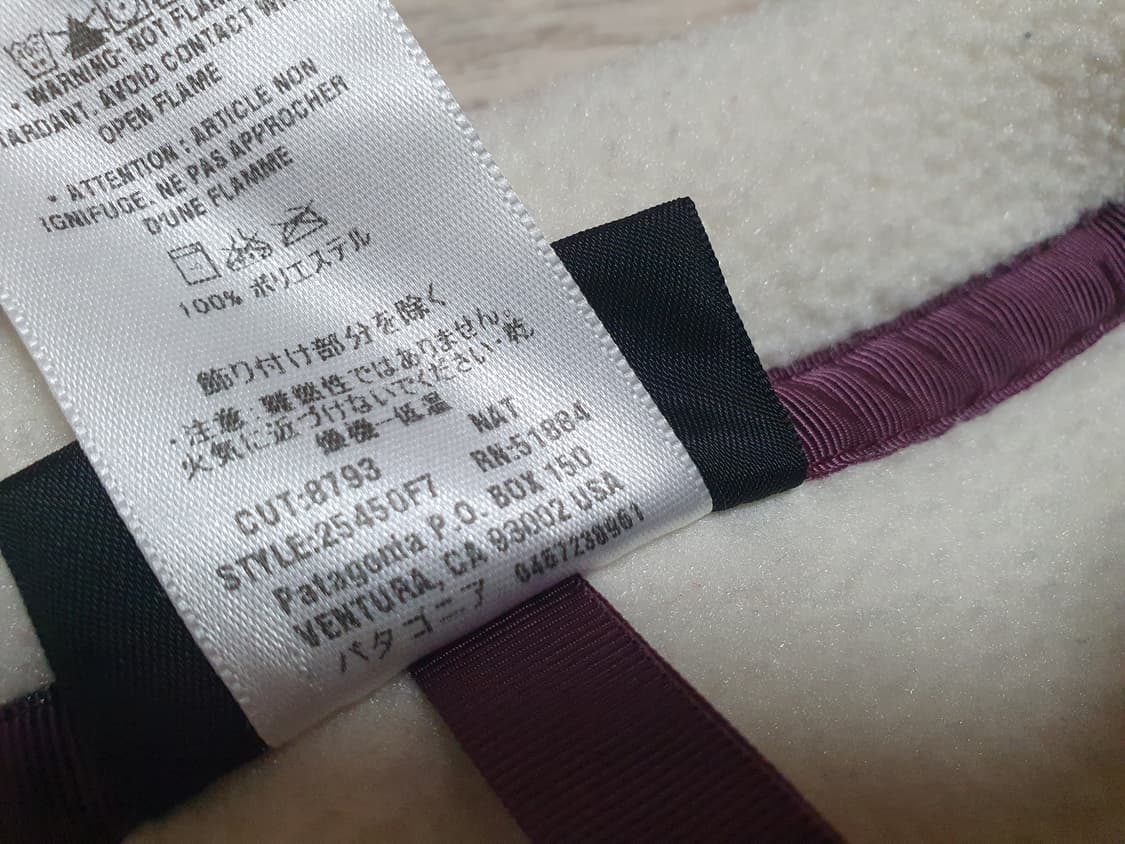 • WARNING: NOT FLAM
TARDANT. AVOID CONTACT WI
OPEN FLAME
• ATTENTION : ARTICLE NON
IGNIFUGE. NE PAS APPROCHER
D'UNE FLAMME
100% ポリエステル
飾り付け部分を除く
・注意：難燃性ではありません。
火気に近づけないでください・乾
燥機－低温
NAT
CUT:8793
RN:51884
STYLE:25450F7
Patagonia P.O. BOX 150
VENTURA, CA 93002 USA
パタゴニア